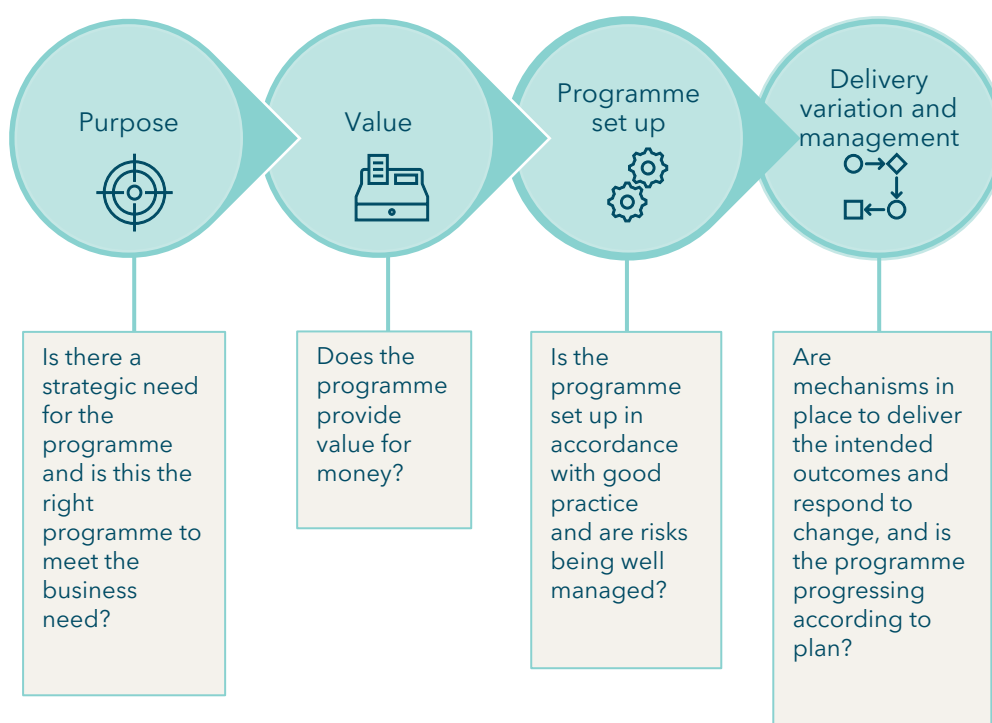 Purpose
Value
Programme
set up
Delivery
variation and
management
Is there a
strategic need
for the
programme
and is this the
right
programme to
meet the
business
need?
Does the
programme
provide
value for
money?
Is the
programme
set up in
accordance
with good
practice
and are risks
being well
managed?
Are
mechanisms in
place to deliver
the intended
outcomes and
respond to
change, and is
the programme
progressing
according to
plan?